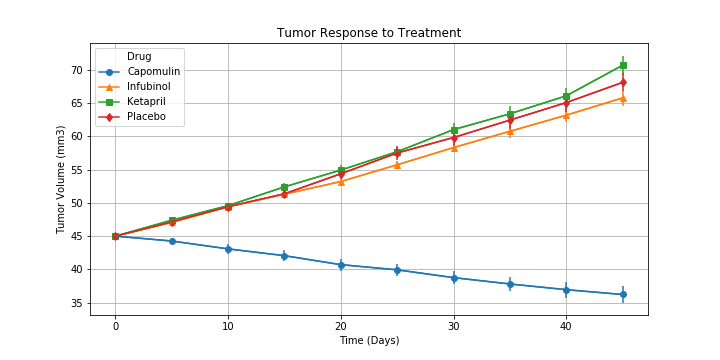 Tumor Response to Treatment
Drug
Capomulin
Infubinol
Ketapril
Placebo
Tumor Volume (mm3)
70
65
60
55
50
45
40
35
0
10
20
30
40
Time (Days)